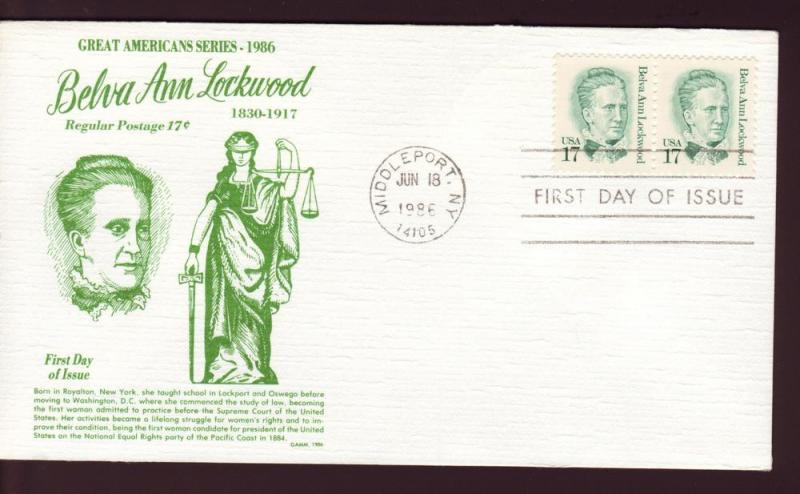 GREAT AMERICANS SERIES - 1986
Belva Ann Lockwood
1830-1917
Regular Postage 17¢
First Day
of Issue
Born in Royalton, New York, she taught school in Lockport and Oswego before
moving to Washington, D.C. where she commenced the study of law, becoming
the first woman admitted to practice before the Supreme Court of the United
States. Her activities became a lifelong struggle for women's rights and to im-
prove their condition, being the first woman candidate for president of the United
States on the National Equal Rights party of the Pacific Coast in 1884.
GAMM, 1986
MIDDLEPORT, NY
JUN 18
1986
14105
Belva Ann Lockwood
USA
17
Belva Ann Lockwood
USA
17
FIRST DAY OF ISSUE